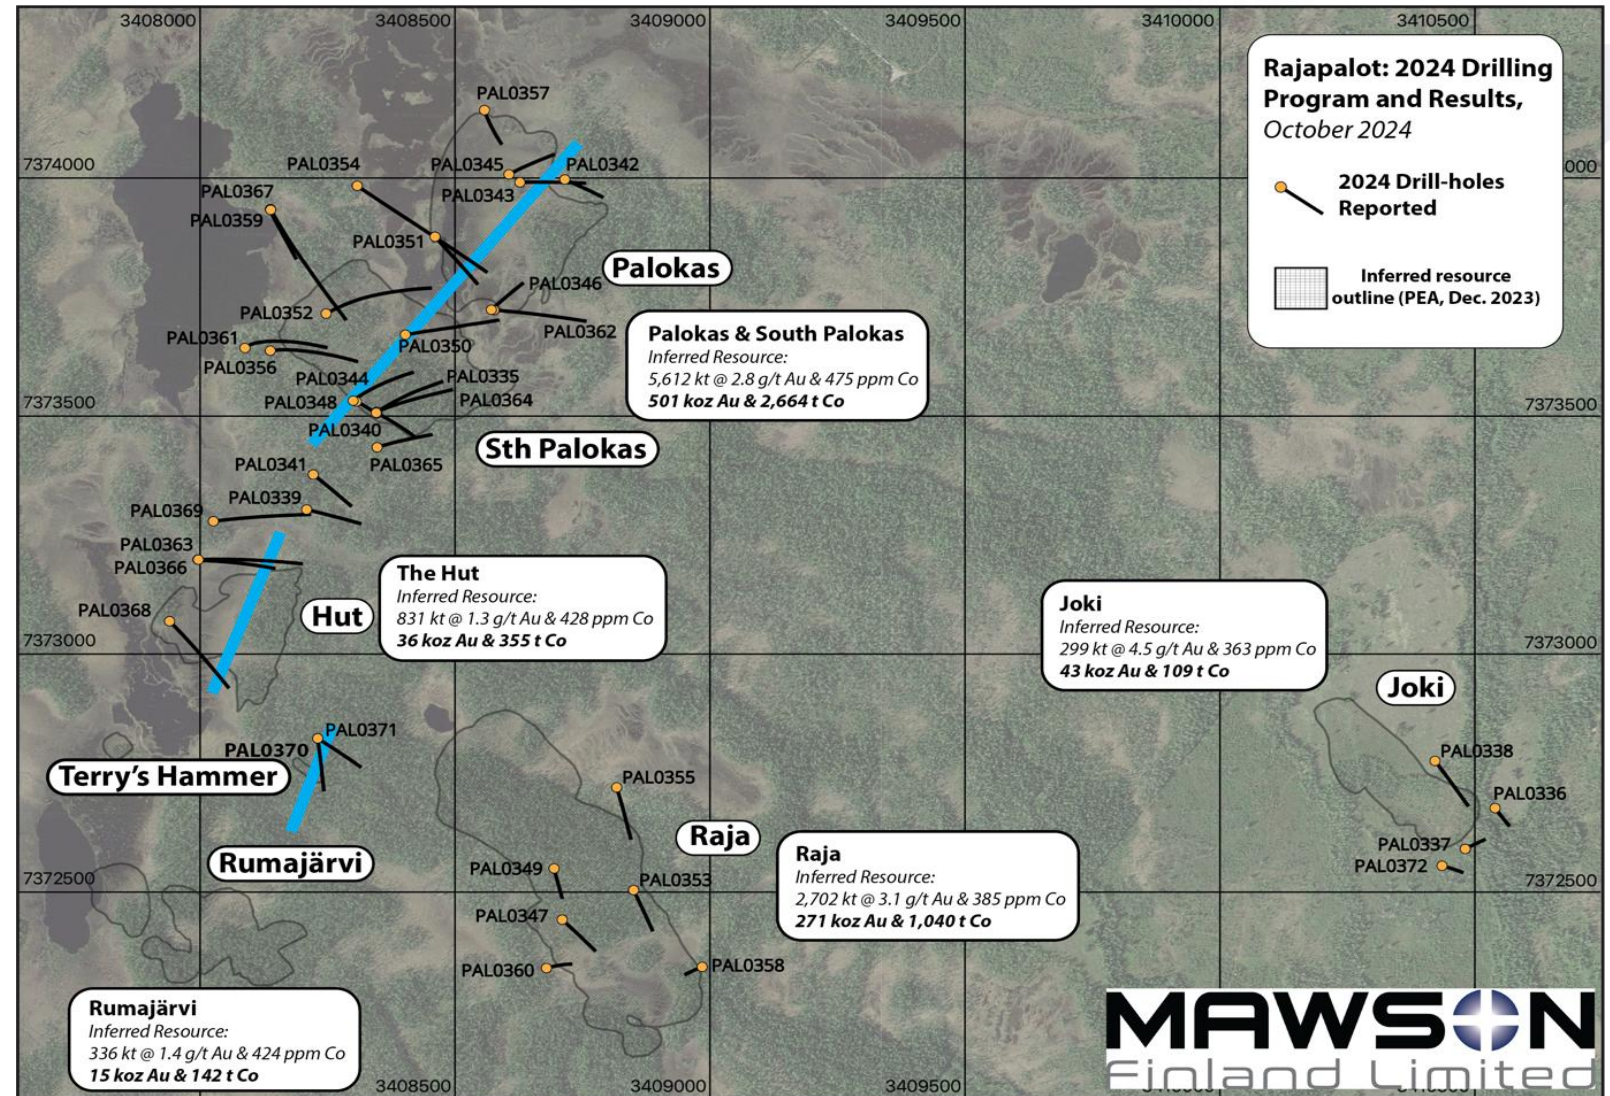 3408000
3408500
3409000
3409500
3410000
3410500
Rajapalot: 2024 Drilling
Program and Results,
October 2024
2024 Drill-holes
Reported
Inferred resource
outline (PEA, Dec. 2023)
PAL0357
7374000
000
PAL0354
PAL0345
PAL0342
PAL0367
PAL0343
PAL0359
PAL0351
Palokas
PAL0346
PAL0352
PAL0362
PAL0361
PAL0350
PAL0356
Palokas & South Palokas
Inferred Resource:
5,612 kt @ 2.8 g/t Au & 475 ppm Co
501 koz Au & 2,664 t Co
PAL0344
PAL0335
PAL0348
PAL0364
7373500
7373500
PAL0340
Sth Palokas
PAL0341
PAL0365
PAL0339
PAL0369
PAL0363
PAL0366
The Hut
Inferred Resource:
831 kt @ 1.3 g/t Au & 428 ppm Co
36 koz Au & 355 t Co
PAL0368
Hut
Joki
Inferred Resource:
299 kt @ 4.5 g/t Au & 363 ppm Co
43 koz Au & 109 t Co
7373000
7373000
Joki
PAL0371
PAL0370
PAL0338
Terry's Hammer
PAL0355
PAL0336
Raja
PAL0337
Rumajärvi
Raja
Inferred Resource:
2,702 kt @ 3.1 g/t Au & 385 ppm Co
271 koz Au & 1,040 t Co
PAL0349
PAL0372
7372500
PAL0353
7372500
PAL0347
PAL0360
PAL0358
Rumajärvi
Inferred Resource:
336 kt @ 1.4 g/t Au & 424 ppm Co
15 koz Au & 142 t Co
MAWSON
Finland Limited
3408500
3409000
3409500